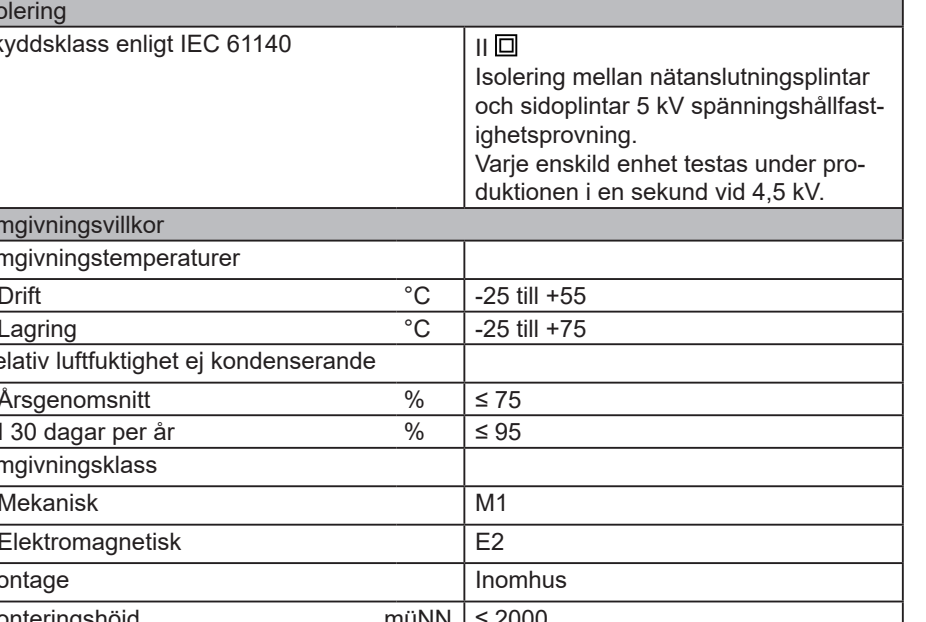 olering
kyddsklass enligt IEC 61140
II
Isolering mellan nätanslutningsplintar
och sidoplintar 5 kV spänningshållfast-
ighetsprovning.
Varje enskild enhet testas under pro-
duktionen i en sekund vid 4,5 kV.
mgivningsvillkor
mgivningstemperaturer
Drift °C -25 till +55
Lagring °C -25 till +75
elativ luftfuktighet ej kondenserande
Årsgenomsnitt % ≤ 75
I 30 dagar per år % ≤ 95
mgivningsklass
Mekanisk M1
Elektromagnetisk E2
ontage Inomhus
onteringshöjd müNN ≤ 2000